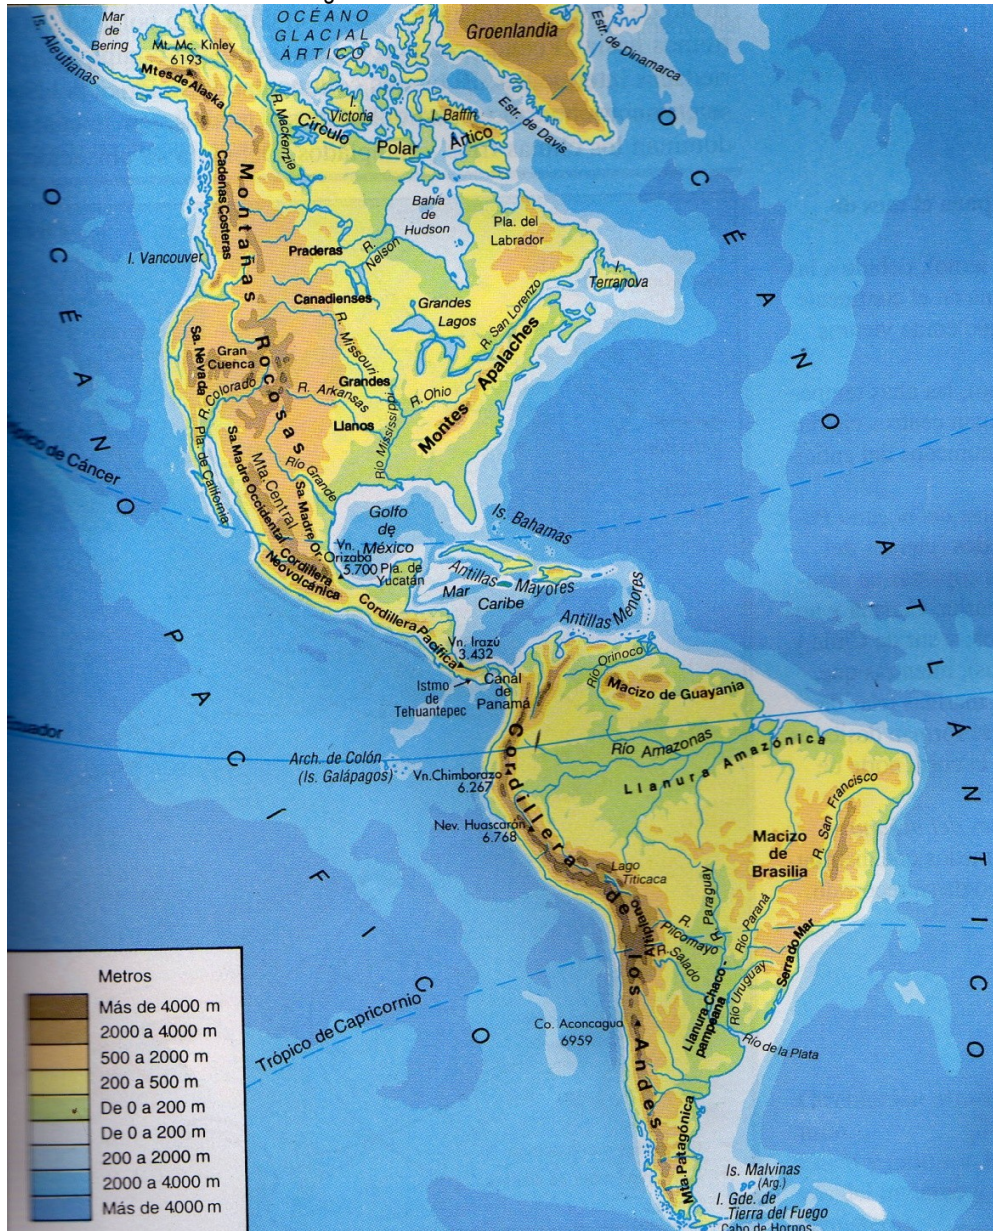 Mar
de
Bering
Is. Aleutianas
OCÉANO
GLACIAL
ÁRTICO
Groenlandia
Estr. de Dinamarca
Mt. Mc. Kinley
6193
Mtes de Alaska
R. Mackenzie
I.
Victoria
I. Baffin
Estr. de Davis
Círculo Polar Ártico
OCÉANO ATLÁNTICO
OCÉANO PACIFICO
Cadenas Costeras
Montañas Rocosas
Bahía
de
Hudson
Pla. del
Labrador
I. Vancouver
Praderas
Canadienses
R.
Nelson
I.
Terranova
Grandes
Lagos
R. San Lorenzo
R. Missouri
Montes Apalaches
Sa. Nevada
Gran
Cuenca
R. Colorado
R. Arkansas
Grandes
Llanos
R. Ohio
Río Mississippi
Pla. de California
Sa. Madre Occidental
Mta. Central
Río Grande
Sa. Madre Or.
de Cáncer
Golfo
de
México
Is. Bahamas
Vn.
Orizaba
5.700
Pla. de
Yucatán
Cordillera
Neovolcánica
Antillas Mayores
Mar
Caribe
Antillas Menores
Cordillera Pacífica
Vn. Irazú
3.432
Istmo
de
Tehuantepec
Canal
de
Panamá
Río Orinoco
Macizo de Guayania
Cordillera de los Andes
Río Amazonas
Llanura Amazónica
Arch. de Colón
(Is. Galápagos)
Vn. Chimborazo
6.267
Nev. Huascarán
6.768
R. San Francisco
Macizo
de
Brasilia
Lago
Titicaca
Altiplano
R. Paraguay
R.
Pilcomayo
R. Salado
Río Paraná
Serra do Mar
Río Uruguay
Llanura Chaco-
pampeana
Río de la Plata
Trópico de Capricornio
Co. Aconcagua
6959
Mta. Patagónica
Is. Malvinas
(Arg.)
I. Gde. de
Tierra del Fuego
Cabo de Hornos
Metros
Más de 4000 m
2000 a 4000 m
500 a 2000 m
200 a 500 m
De 0 a 200 m
De 0 a 200 m
200 a 2000 m
2000 a 4000 m
Más de 4000 m